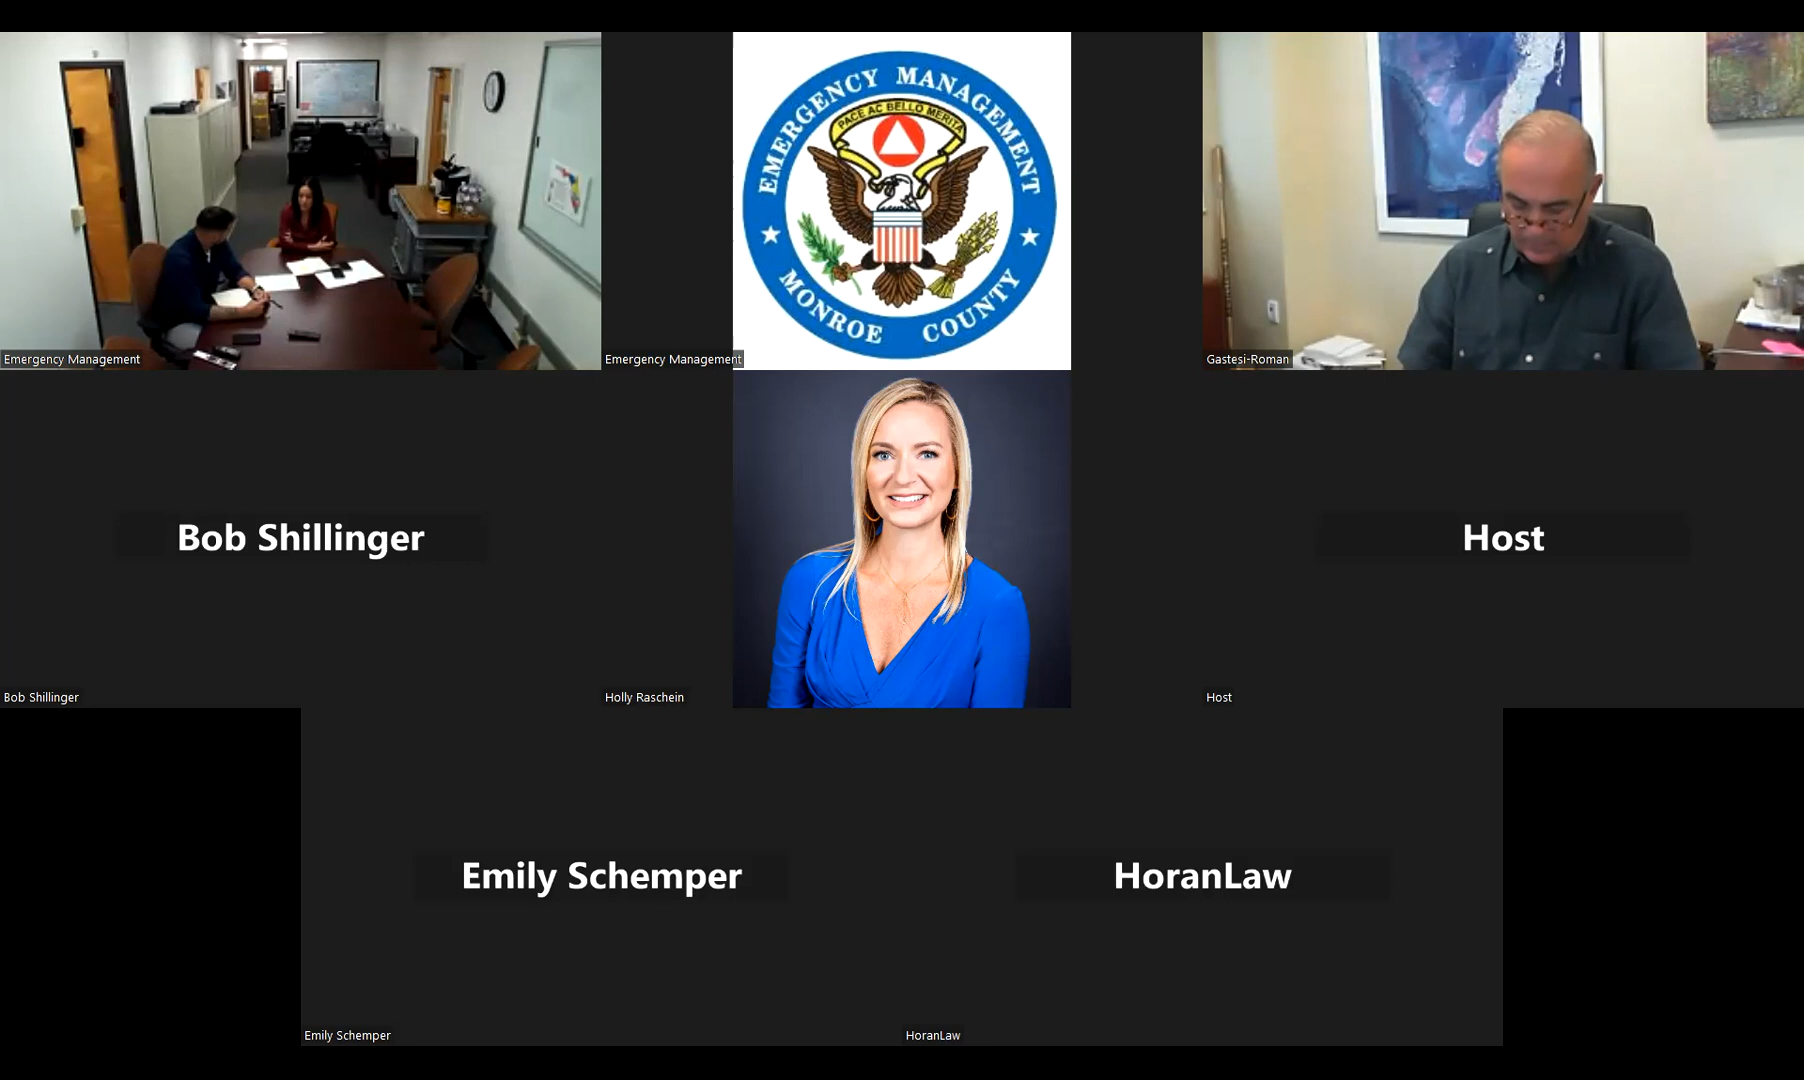 EMERGENCY MANAGEMENT
PACE AC BELLO MERITA
MONROE COUNTY
Emergency Management
Emergency Management
Gastesi-Roman
Bob Shillinger
Host
Bob Shillinger
Holly Raschein
Host
Emily Schemper
HoranLaw
Emily Schemper
HoranLaw